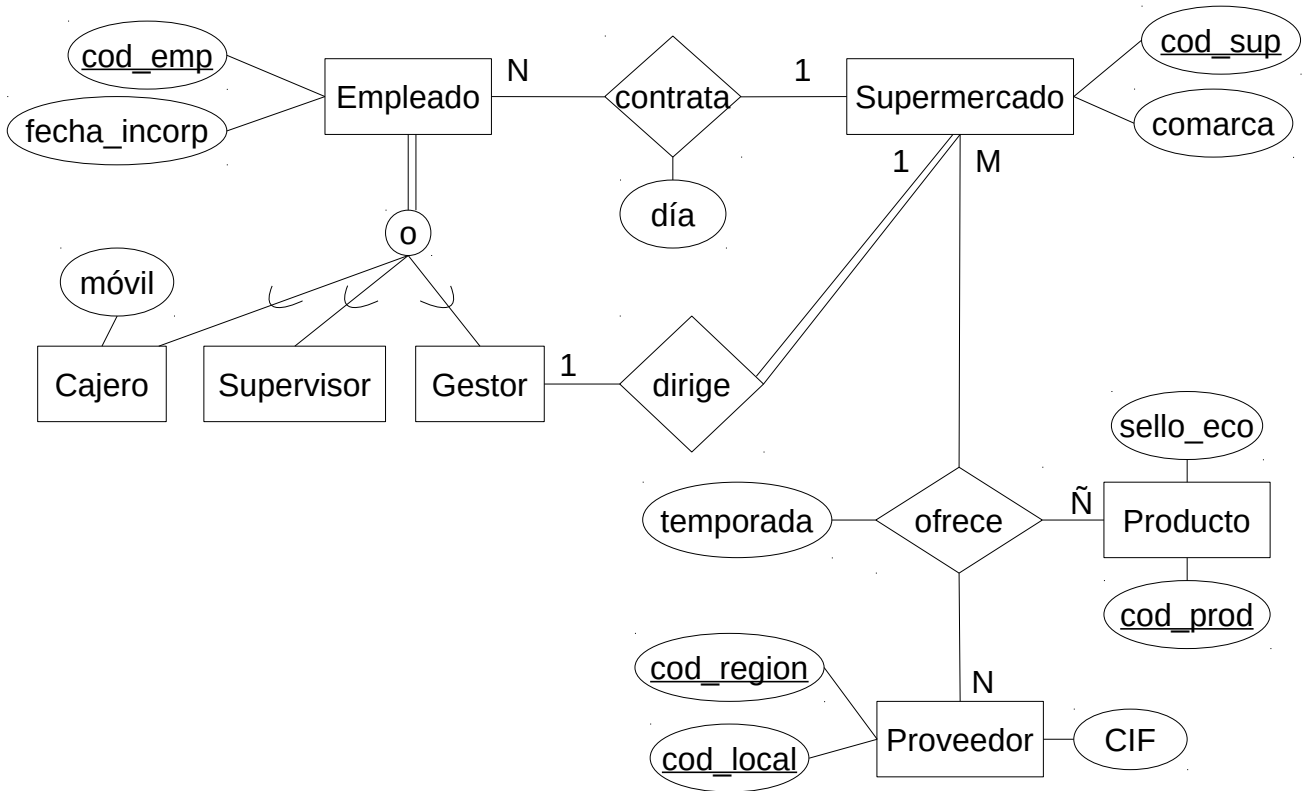 cod_emp
fecha_incorp
Empleado
N
contrata
1
Supermercado
cod_sup
comarca
día
1
M
o
móvil
Cajero
Supervisor
Gestor
1
dirige
sello_eco
temporada
ofrece
Ñ
Producto
cod_prod
cod_region
N
cod_local
Proveedor
CIF